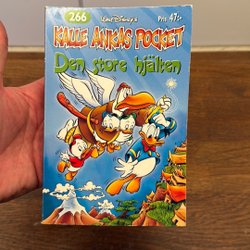 266
Walt Disney's
Pris 47:-
KALLE ANKAS POCKET
Den store hjälten